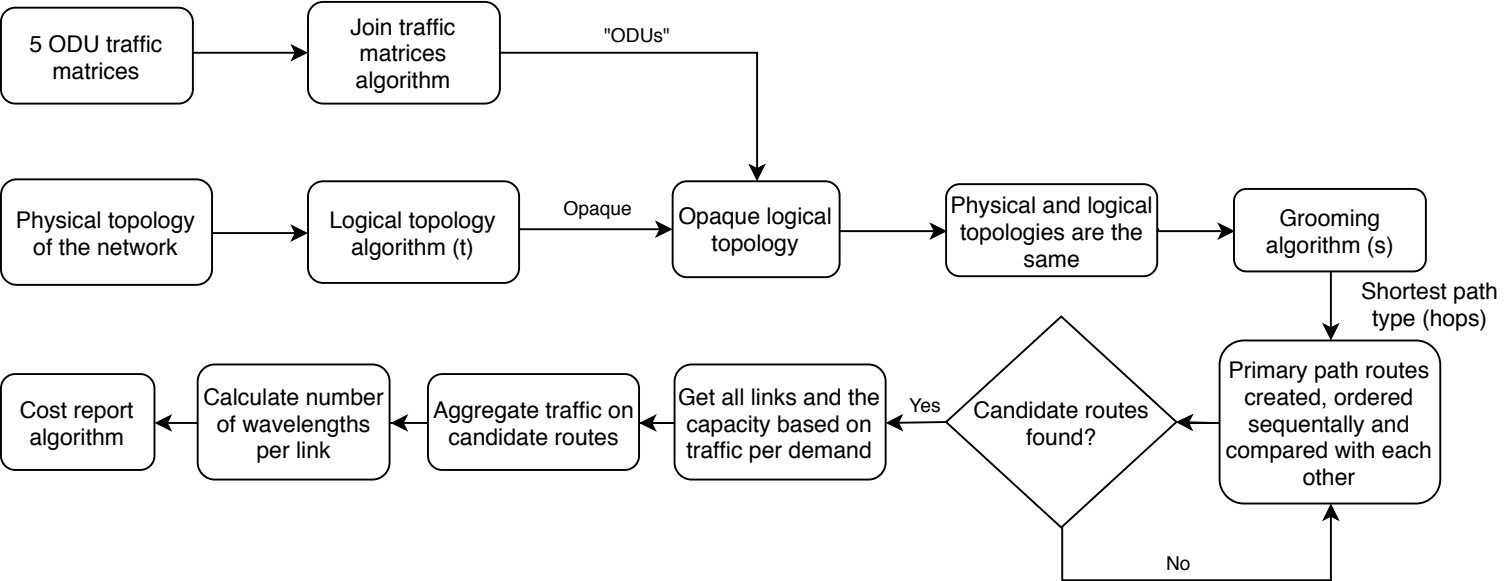 5 ODU traffic
matrices
Join traffic
matrices
algorithm
"ODUs"
Physical topology
of the network
Logical topology
algorithm (t)
Opaque
Opaque logical
topology
Physical and logical
topologies are the
same
Grooming
algorithm (s)
Shortest path
type (hops)
Primary path routes
created, ordered
sequentially and
compared with each
other
Candidate routes
found?
Yes
No
Get all links and the
capacity based on
traffic per demand
Aggregate traffic on
candidate routes
Calculate number
of wavelengths
per link
Cost report
algorithm